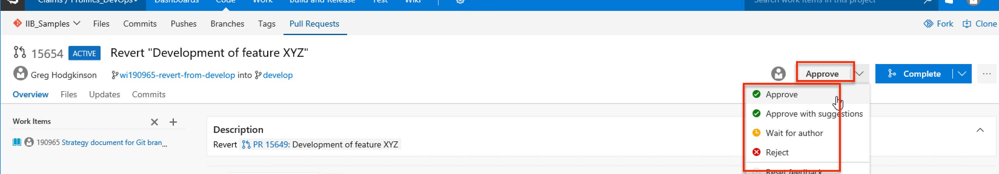 Claims / Prolifics_DevOps Dashboards Code Work Build and Release Test Wiki Search work items in this project
IIB_Samples Files Commits Pushes Branches Tags Pull Requests Fork Clone
15654 ACTIVE Revert "Development of feature XYZ"
Greg Hodgkinson wi190965-revert-from-develop into develop Approve Complete ...
Overview Files Updates Commits
Approve
Approve with suggestions
Wait for author
Reject
Reset feedback
Work Items
190965 Strategy document for Git bran...
Description
Revert PR 15649: Development of feature XYZ